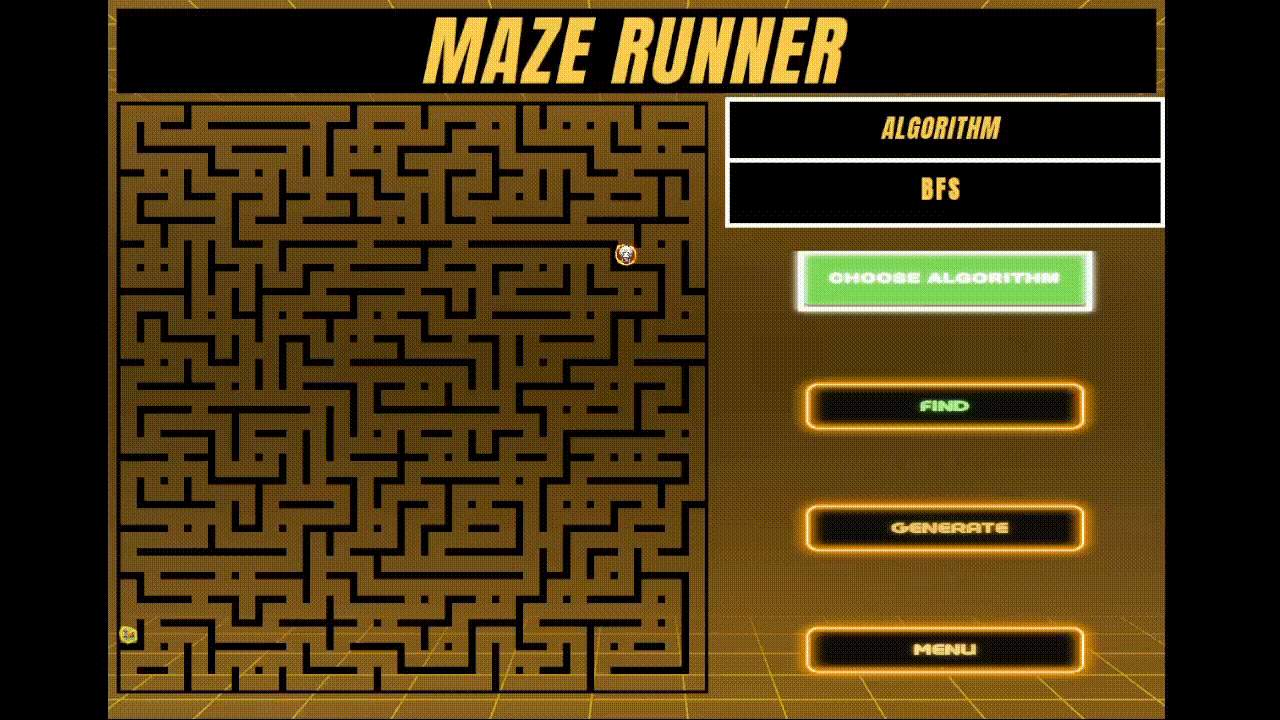 MAZE RUNNER
ALGORITHM
BFS
CHOOSE ALGORITHM
FIND
GENERATE
MENU